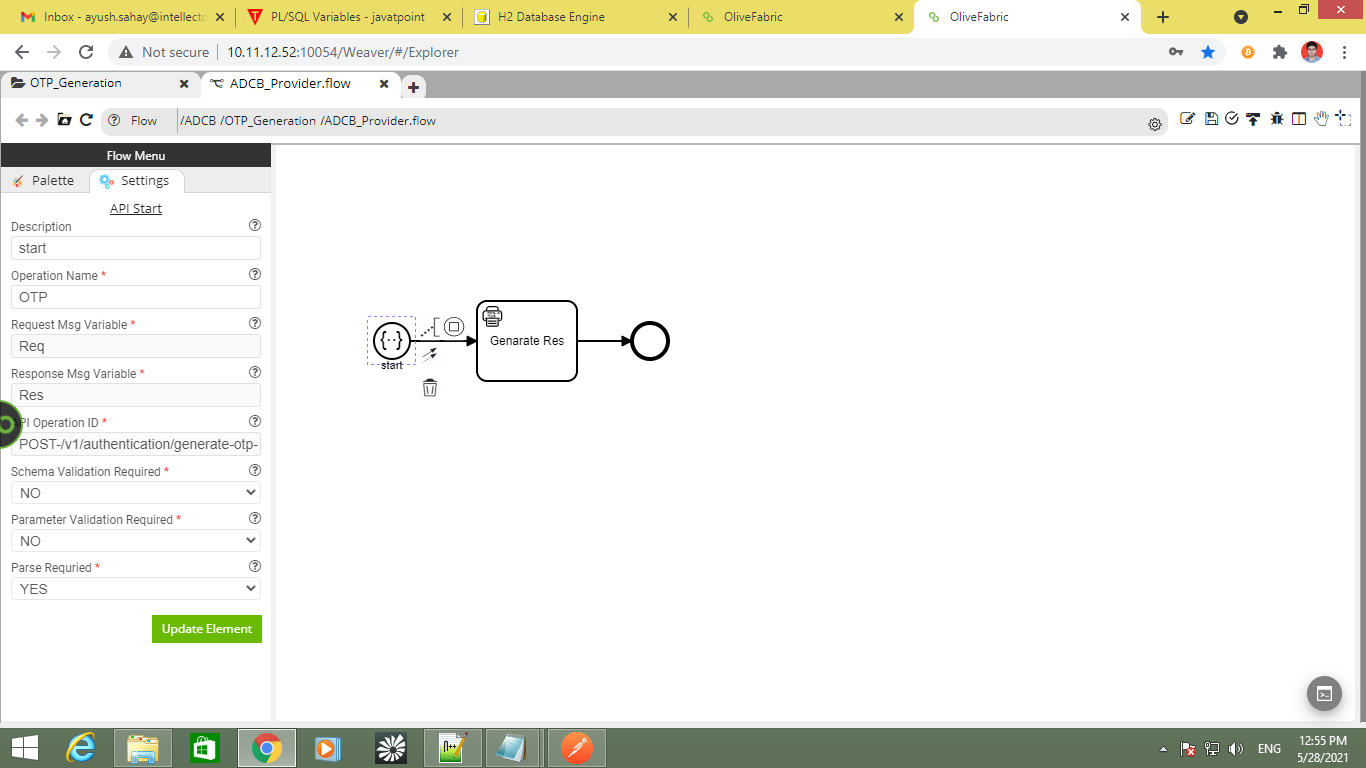 Inbox - ayush.sahay@intellect
PL/SQL Variables - javatpoint
H2 Database Engine
OliveFabric
OliveFabric
Not secure
10.11.12.52:10054/Weaver/#/Explorer
OTP_Generation
ADCB_Provider.flow
Flow
/ADCB /OTP_Generation /ADCB_Provider.flow
Flow Menu
Palette
Settings
API Start
Description
start
Operation Name *
OTP
Request Msg Variable *
Req
Response Msg Variable *
Res
PI Operation ID *
POST-/v1/authentication/generate-otp-
Schema Validation Required *
NO
Parameter Validation Required *
NO
Parse Requried *
YES
Update Element
start
Genarate Res
ENG
12:55 PM
5/28/2021